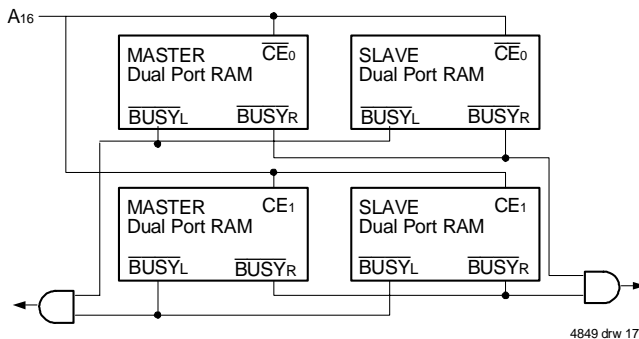 A16
MASTER
Dual Port RAM
CE0
BUSYL
BUSYR
SLAVE
Dual Port RAM
CE0
BUSYL
BUSYR
MASTER
Dual Port RAM
CE1
BUSYL
BUSYR
SLAVE
Dual Port RAM
CE1
BUSYL
BUSYR
4849 drw 17